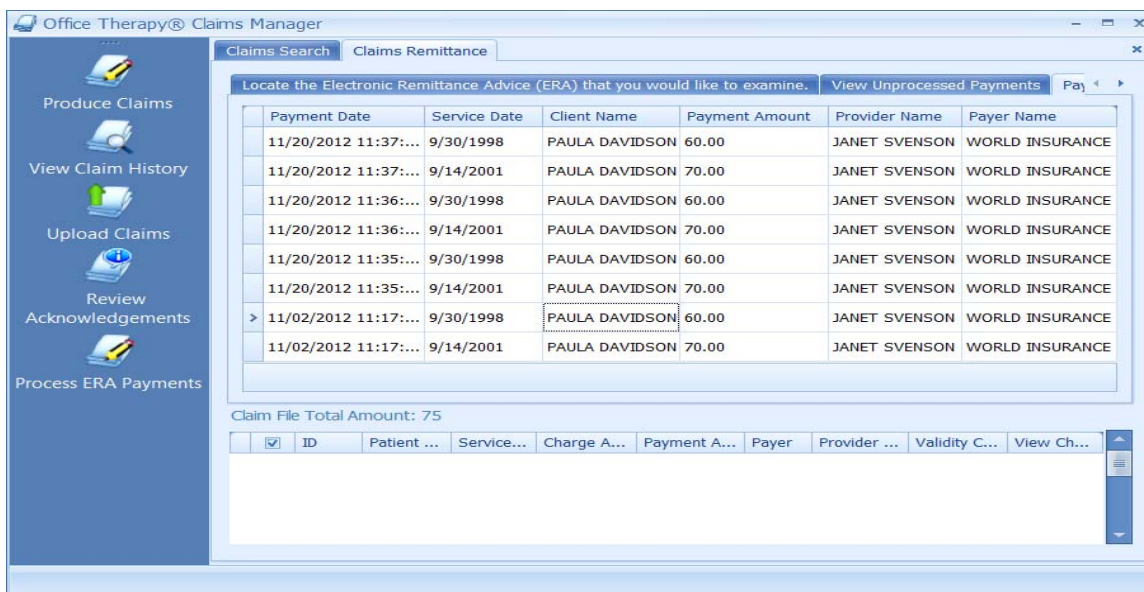 Office Therapy® Claims Manager
Produce Claims
View Claim History
Upload Claims
Review
Acknowledgements
Process ERA Payments
Claims Search Claims Remittance
Locate the Electronic Remittance Advice (ERA) that you would like to examine. View Unprocessed Payments Pay
Payment Date Service Date Client Name Payment Amount Provider Name Payer Name
11/20/2012 11:37:... 9/30/1998 PAULA DAVIDSON 60.00 JANET SVENSON WORLD INSURANCE
11/20/2012 11:37:... 9/14/2001 PAULA DAVIDSON 70.00 JANET SVENSON WORLD INSURANCE
11/20/2012 11:36:... 9/30/1998 PAULA DAVIDSON 60.00 JANET SVENSON WORLD INSURANCE
11/20/2012 11:36:... 9/14/2001 PAULA DAVIDSON 70.00 JANET SVENSON WORLD INSURANCE
11/20/2012 11:35:... 9/30/1998 PAULA DAVIDSON 60.00 JANET SVENSON WORLD INSURANCE
11/20/2012 11:35:... 9/14/2001 PAULA DAVIDSON 70.00 JANET SVENSON WORLD INSURANCE
11/02/2012 11:17:... 9/30/1998 PAULA DAVIDSON 60.00 JANET SVENSON WORLD INSURANCE
11/02/2012 11:17:... 9/14/2001 PAULA DAVIDSON 70.00 JANET SVENSON WORLD INSURANCE
Claim File Total Amount: 75
ID Patient ... Service... Charge A... Payment A... Payer Provider ... Validity C... View Ch...